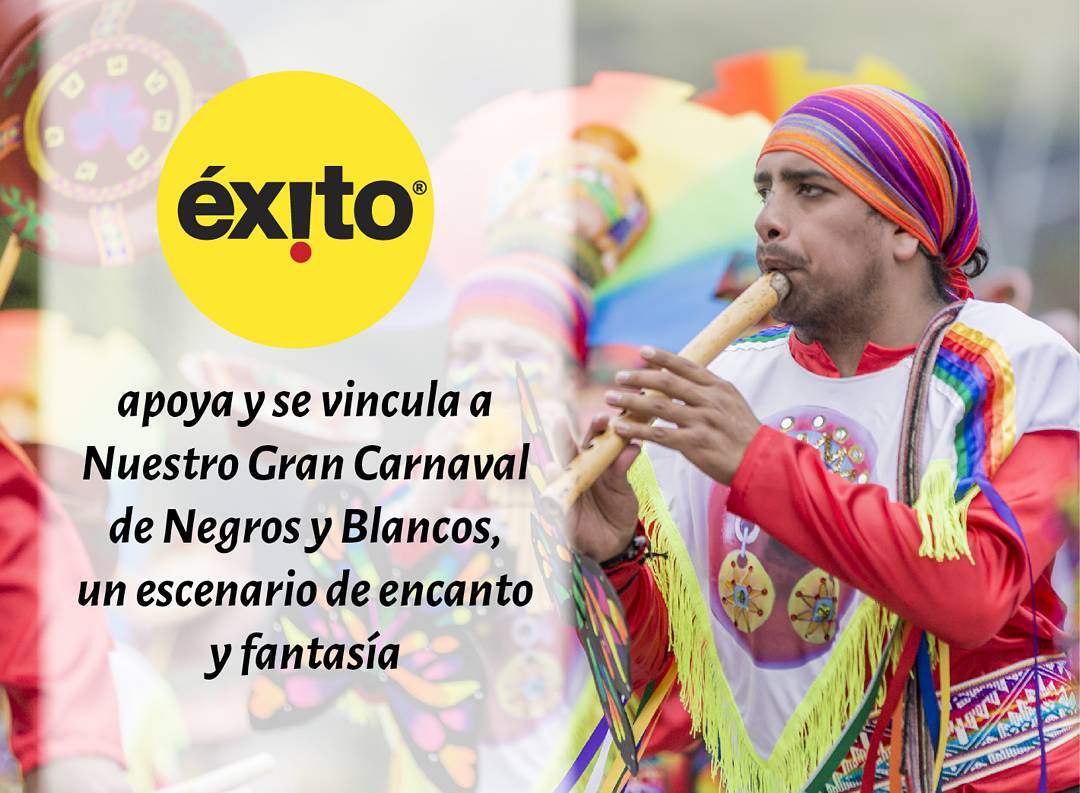 éxito®
apoya y se vincula a
Nuestro Gran Carnaval
de Negros y Blancos,
un escenario de encanto
y fantasía